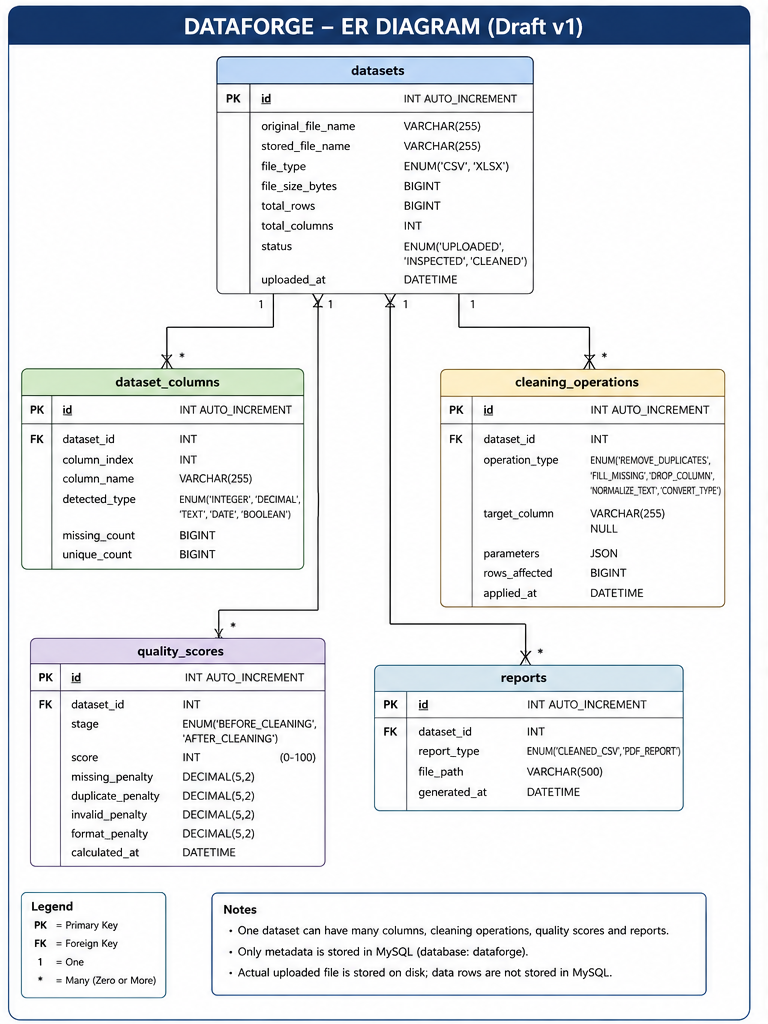 DATAFORGE – ER DIAGRAM (Draft v1)
datasets
PK id INT AUTO_INCREMENT
original_file_name VARCHAR(255)
stored_file_name VARCHAR(255)
file_type ENUM('CSV', 'XLSX')
file_size_bytes BIGINT
total_rows BIGINT
total_columns INT
status ENUM('UPLOADED',
'INSPECTED', 'CLEANED')
uploaded_at DATETIME
1 1 1 1
* *
dataset_columns
PK id INT AUTO_INCREMENT
FK dataset_id INT
column_index INT
column_name VARCHAR(255)
detected_type ENUM('INTEGER', 'DECIMAL',
'TEXT', 'DATE', 'BOOLEAN')
missing_count BIGINT
unique_count BIGINT
cleaning_operations
PK id INT AUTO_INCREMENT
FK dataset_id INT
operation_type ENUM('REMOVE_DUPLICATES',
'FILL_MISSING', 'DROP_COLUMN',
'NORMALIZE_TEXT', 'CONVERT_TYPE')
target_column VARCHAR(255)
NULL
parameters JSON
rows_affected BIGINT
applied_at DATETIME
*
quality_scores
PK id INT AUTO_INCREMENT
FK dataset_id INT
stage ENUM('BEFORE_CLEANING',
'AFTER_CLEANING')
score INT (0-100)
missing_penalty DECIMAL(5,2)
duplicate_penalty DECIMAL(5,2)
invalid_penalty DECIMAL(5,2)
format_penalty DECIMAL(5,2)
calculated_at DATETIME
*
reports
PK id INT AUTO_INCREMENT
FK dataset_id INT
report_type ENUM('CLEANED_CSV', 'PDF_REPORT')
file_path VARCHAR(500)
generated_at DATETIME
Legend
PK = Primary Key
FK = Foreign Key
1 = One
* = Many (Zero or More)
Notes
• One dataset can have many columns, cleaning operations, quality scores and reports.
• Only metadata is stored in MySQL (database: dataforge).
• Actual uploaded file is stored on disk; data rows are not stored in MySQL.